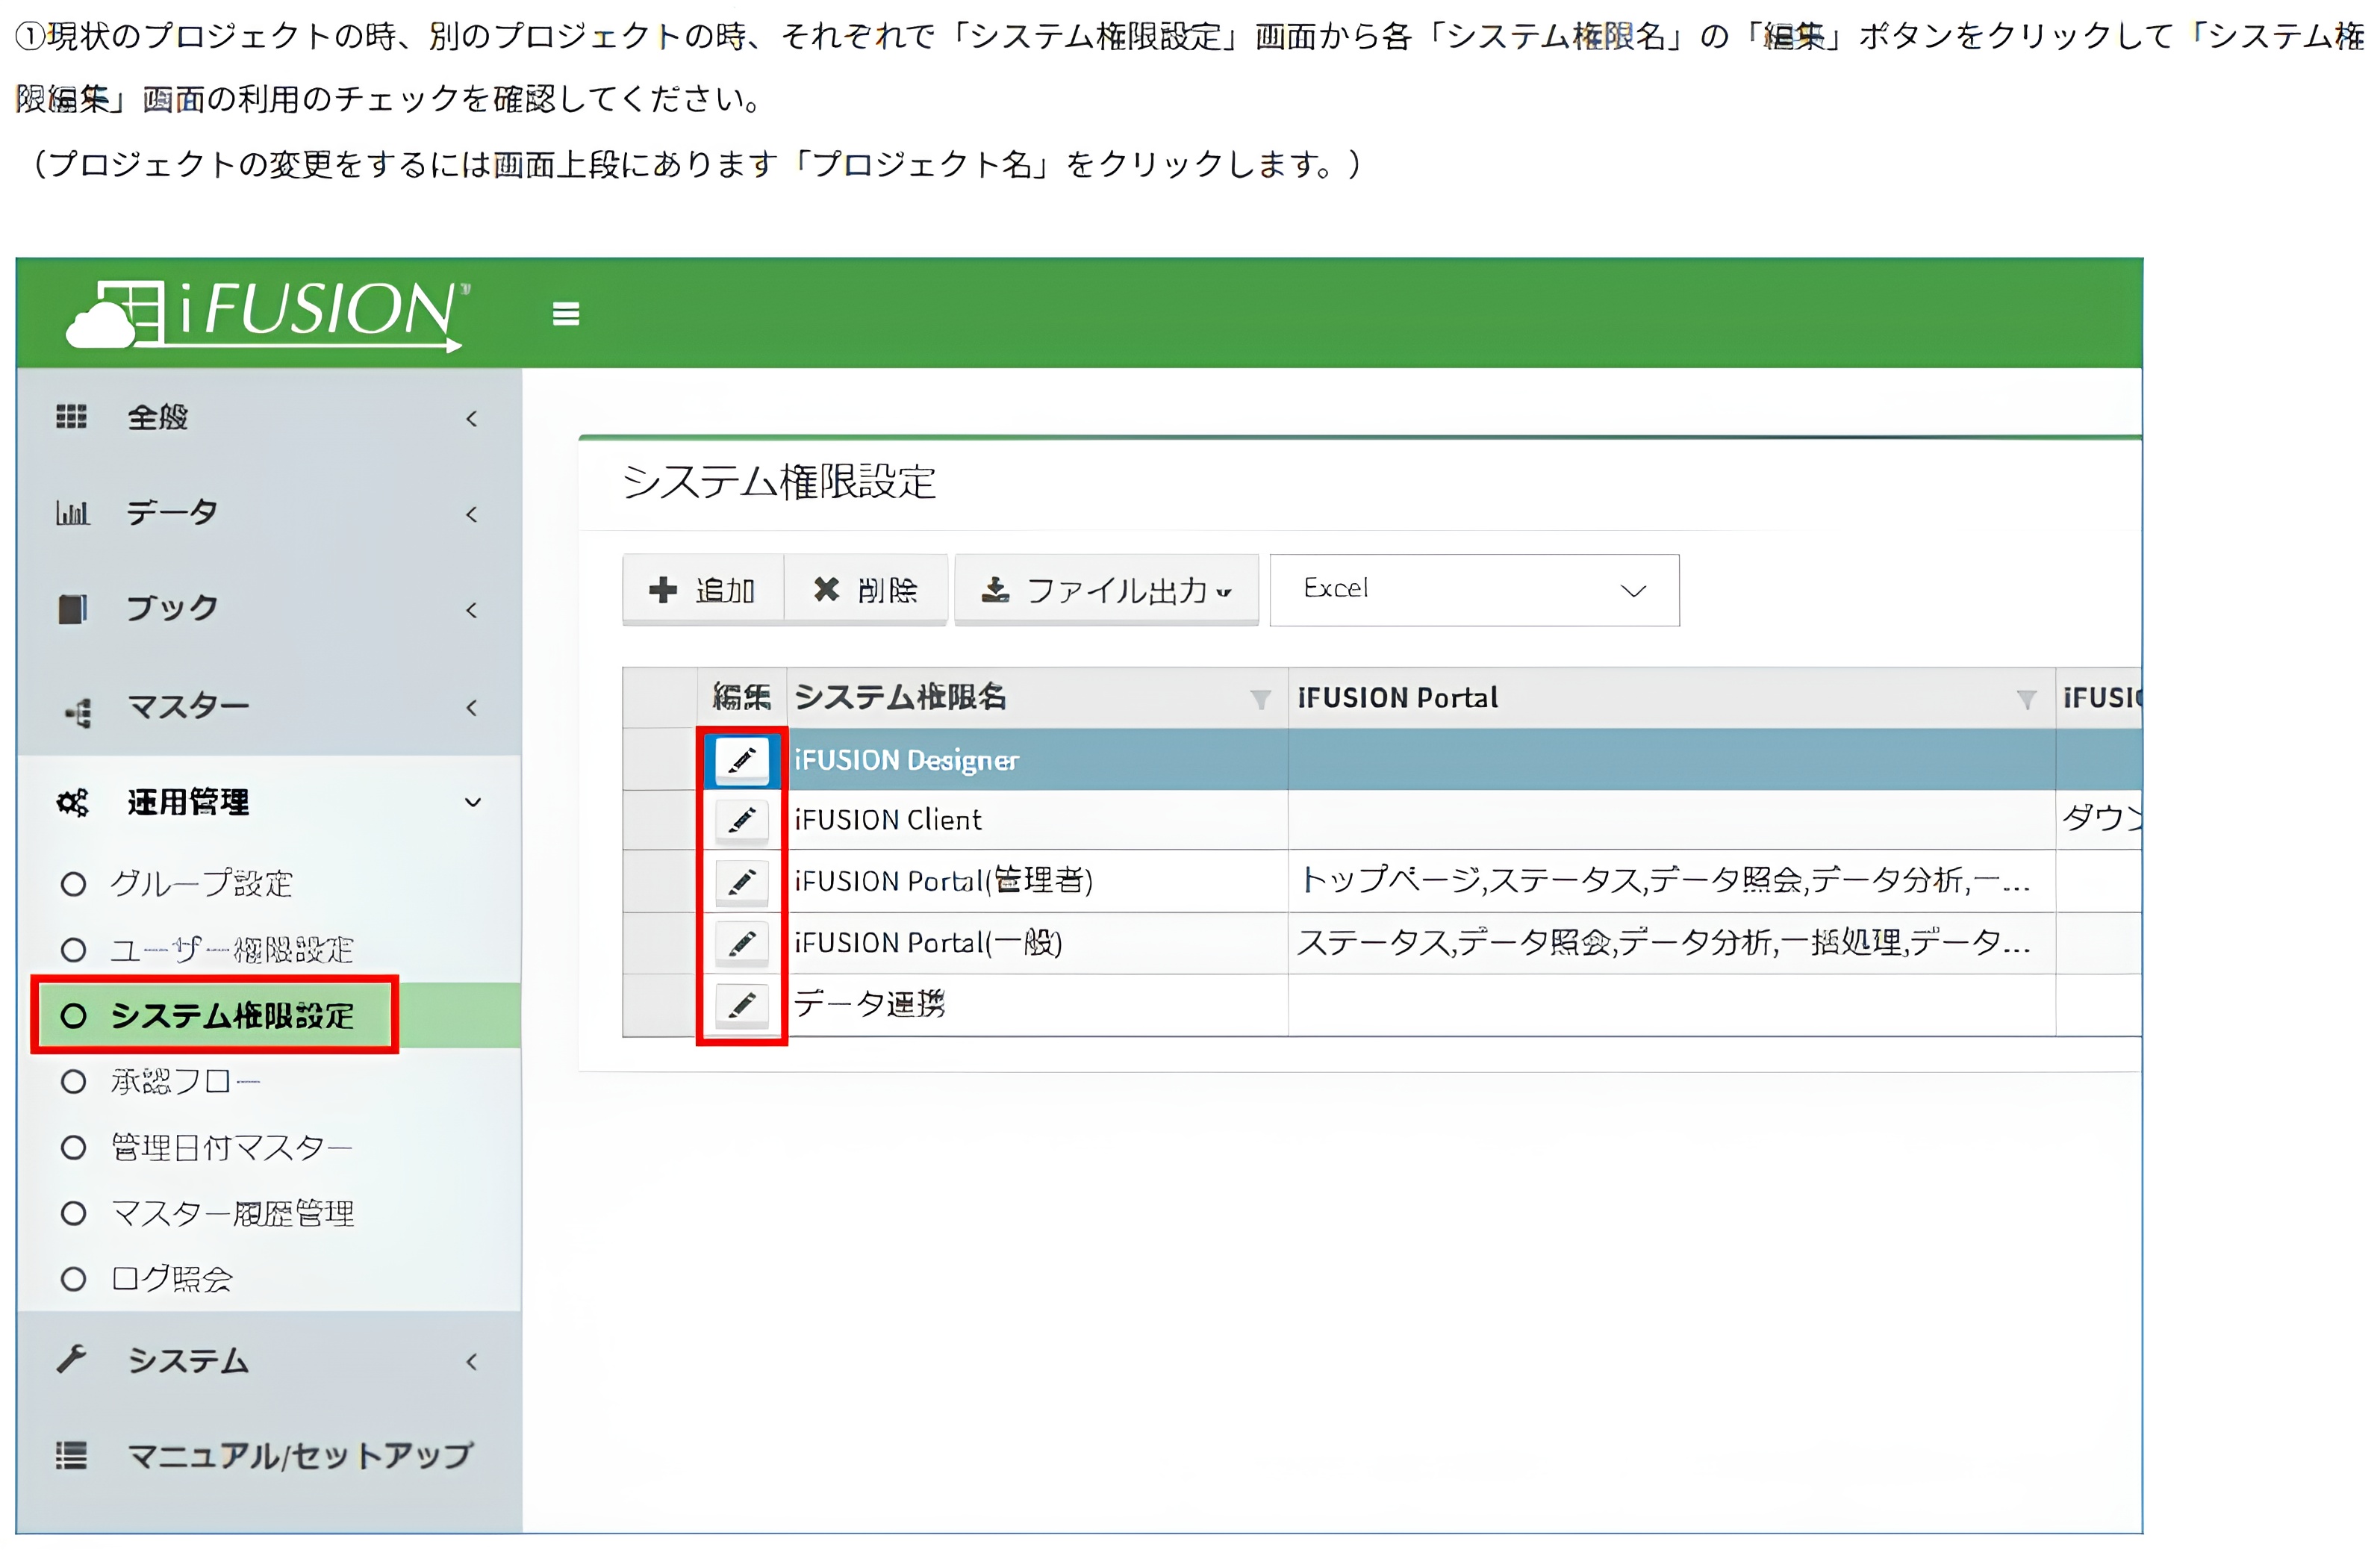 ①現状のプロジェクトの時、別のプロジェクトの時、それぞれで「システム権限設定」画面から各「システム権限名」の「編集」ボタンをクリックして「システム権
限編集」画面の利用のチェックを確認してください。
（プロジェクトの変更をするには画面上段にあります「プロジェクト名」をクリックします。）
iFUSION
全般
データ
ブック
マスター
運用管理
グループ設定
ユーザー権限設定
システム権限設定
承認フロー
管理日付マスター
マスター履歴管理
ログ照会
システム
マニュアル/セットアップ
システム権限設定
追加 削除 ファイル出力 Excel
編集 システム権限名 iFUSION Portal iFUSI
iFUSION Designer
iFUSION Client ダウン
iFUSION Portal(管理者) トップページ,ステータス,データ照会,データ分析,一...
iFUSION Portal(一般) ステータス,データ照会,データ分析,一括処理,データ...
データ連携